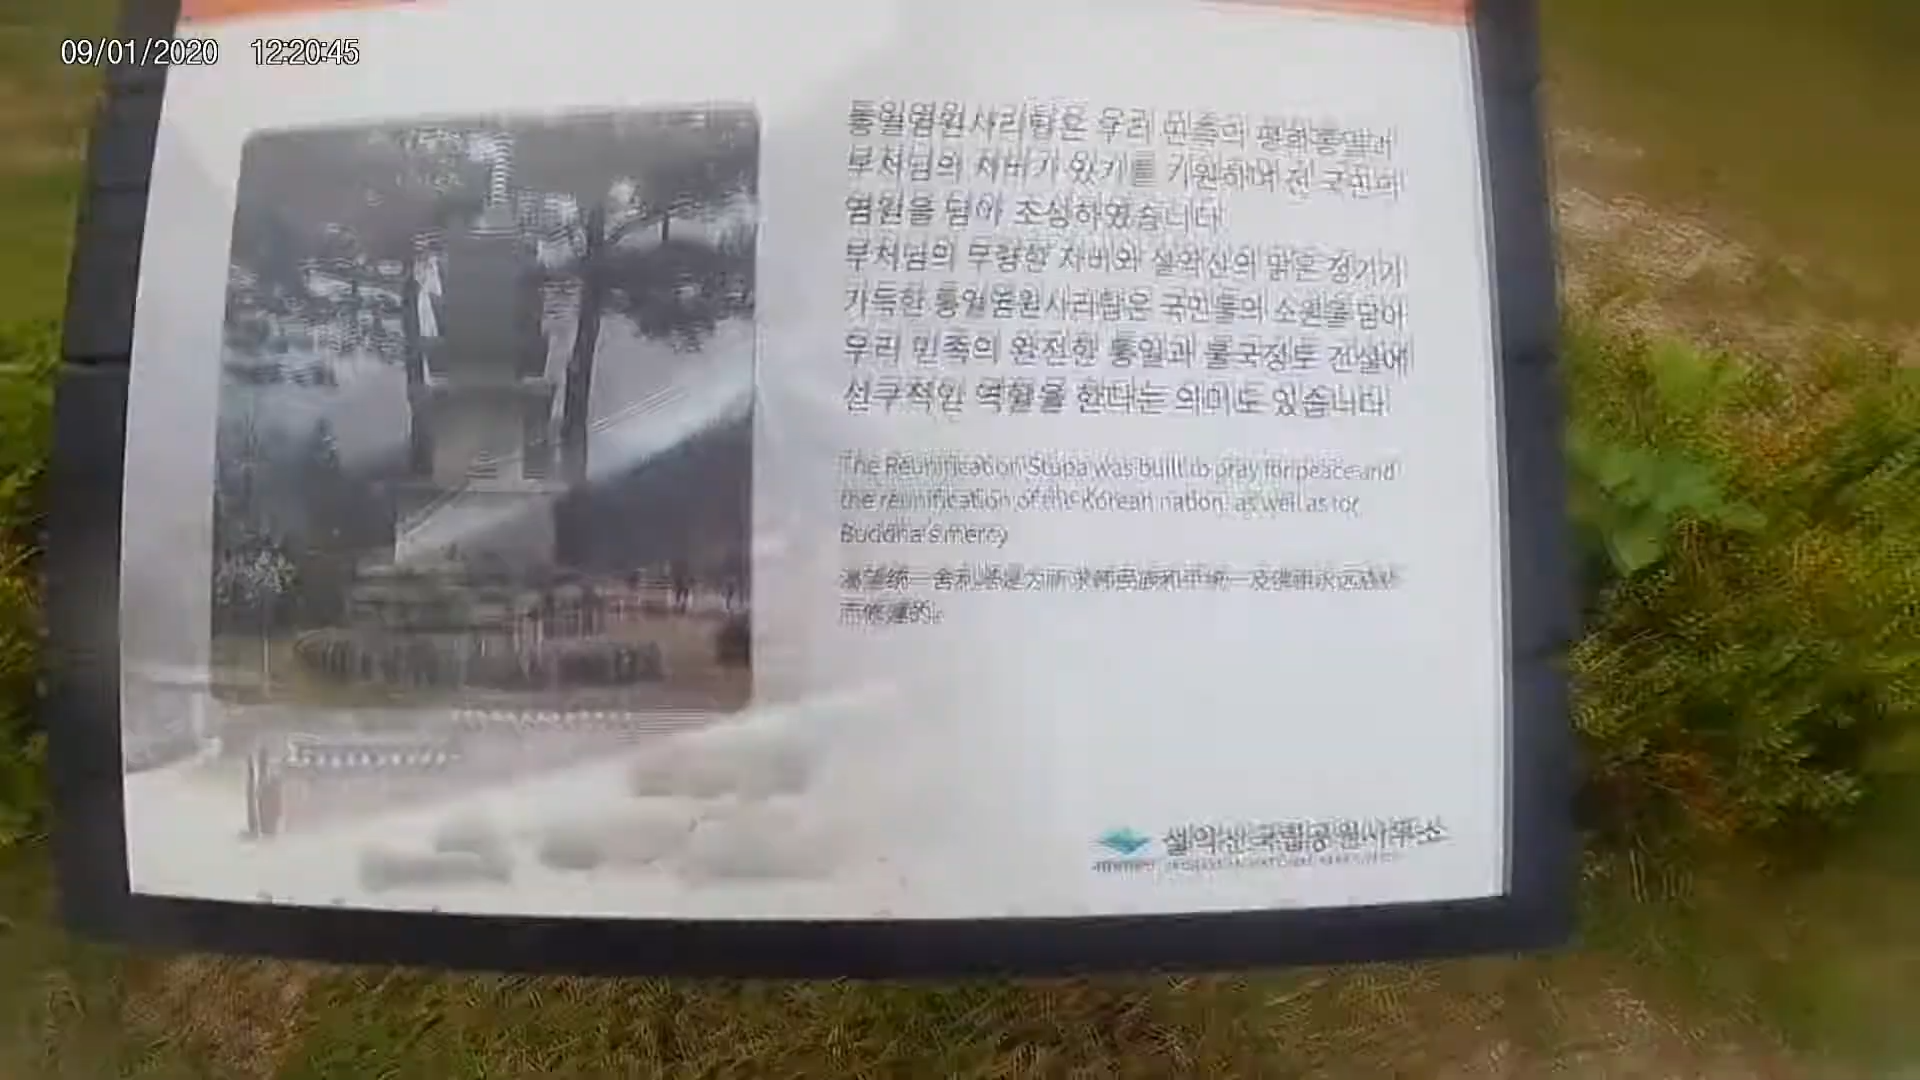 09/01/2020 12:20:45
통일염원사리탑은 우리 민족의 평화통일과
부처님의 자비가 있기를 기원하며 전 국민의
염원을 담아 조성하였습니다
부처님의 무량한 자비와 설악산의 맑은 정기가
가득한 통일염원사리탑은 국민들의 소원을 담아
우리 민족의 완전한 통일과 불국정토 건설에
선구적인 역할을 한다는 의미도 있습니다
The Reunification Stupa was built to pray for peace and
the reunification of the Korean nation, as well as for
Buddha's mercy
而修建的。
설악산국립공원사무소